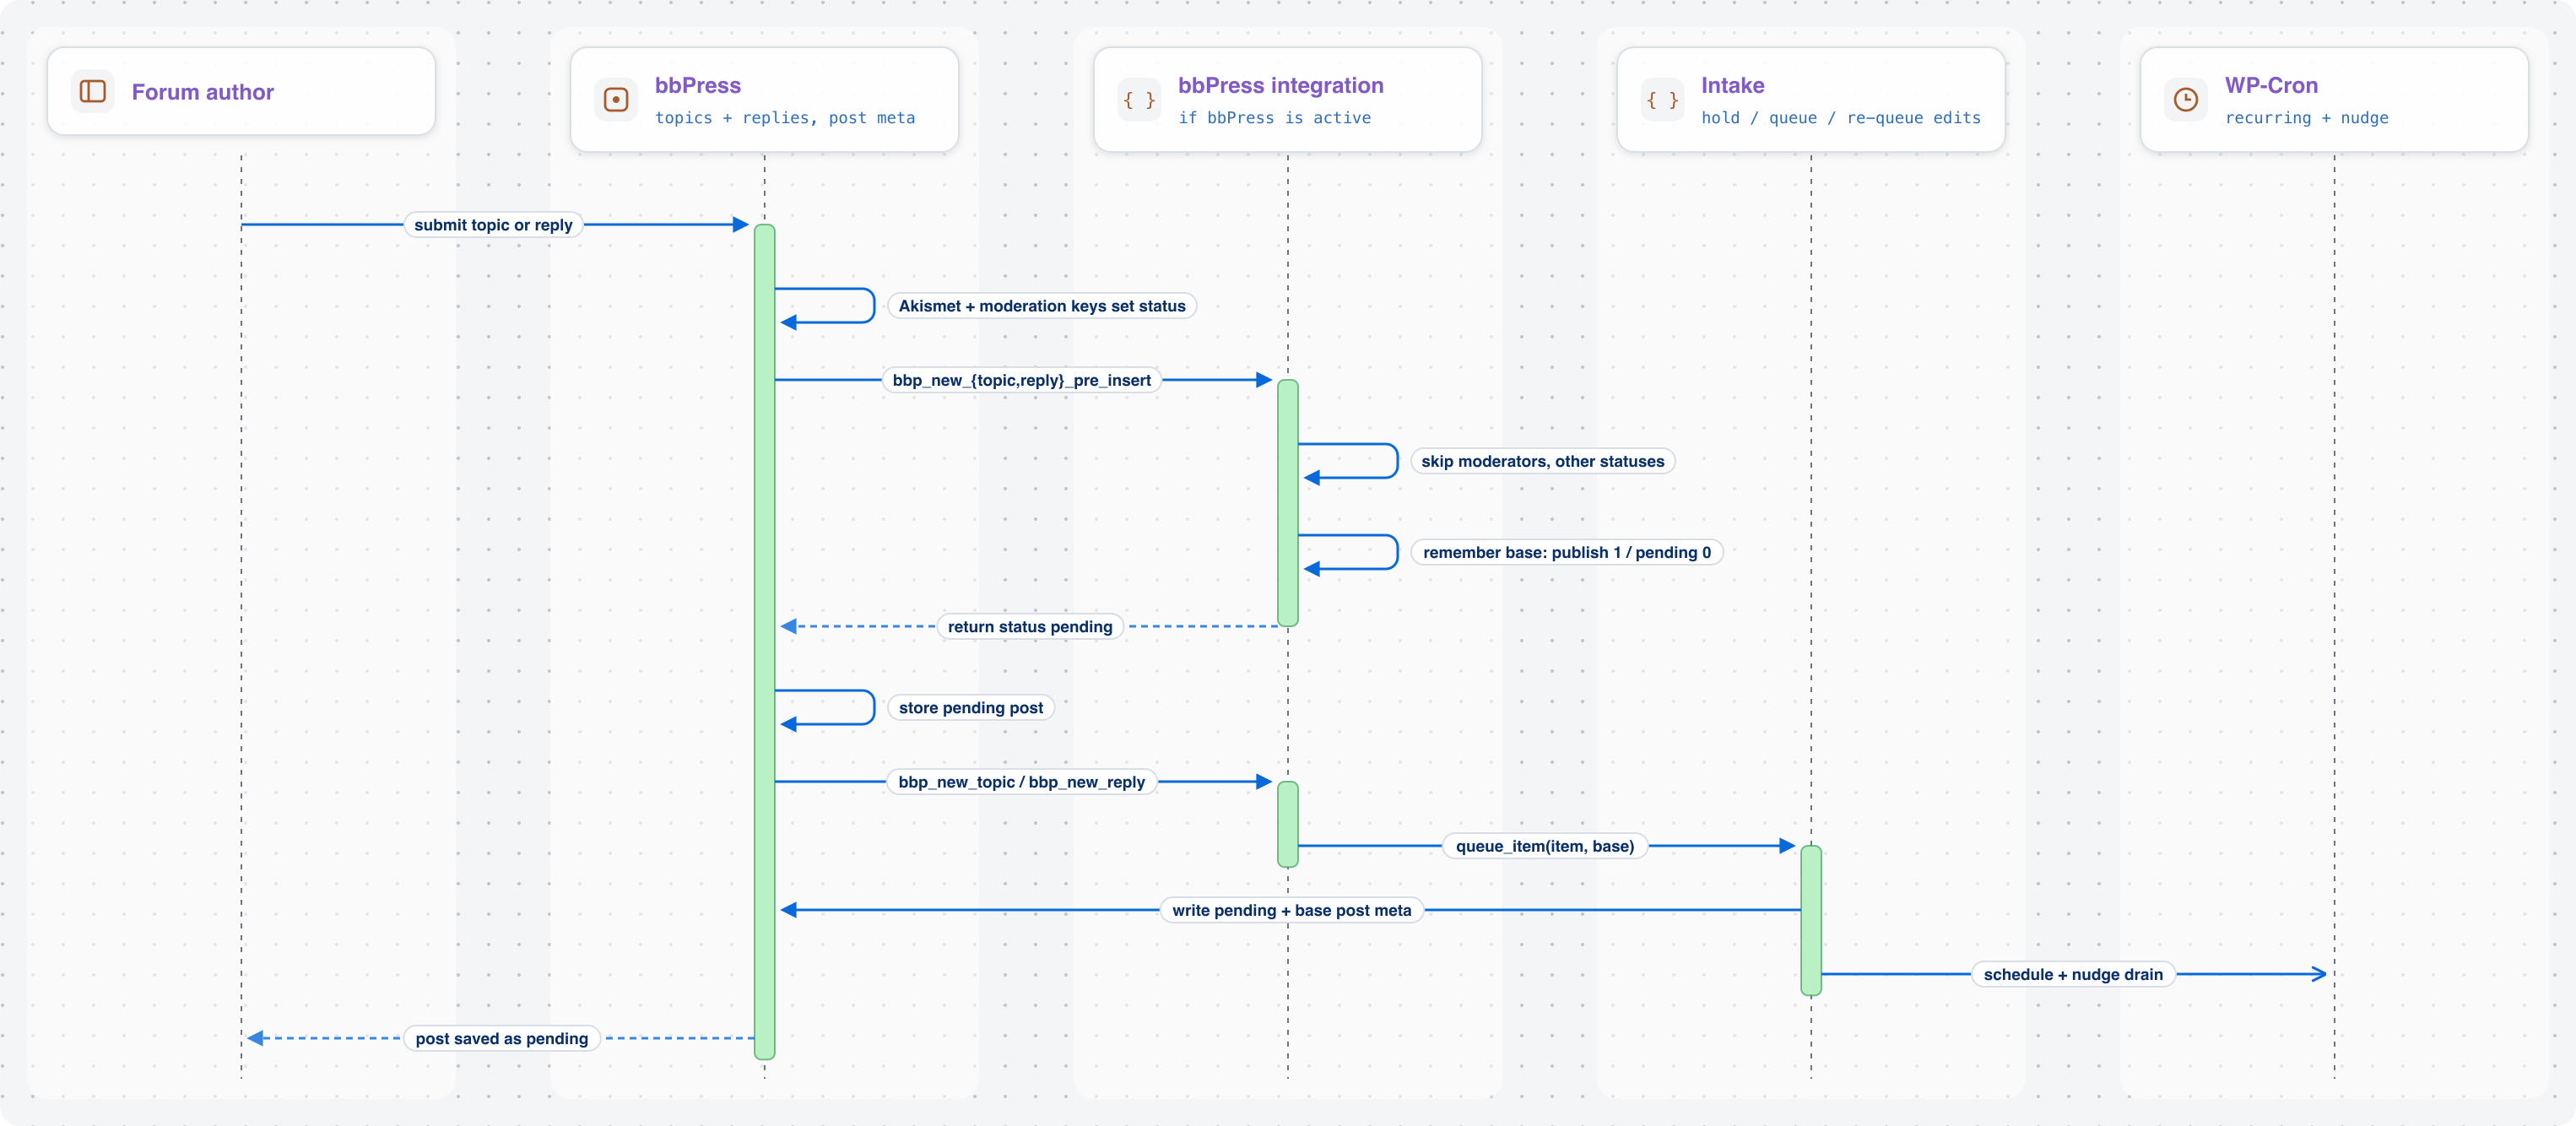 Forum author
bbPress
topics + replies, post meta
bbPress integration
if bbPress is active
Intake
hold / queue / re-queue edits
WP-Cron
recurring + nudge
submit topic or reply
Akismet + moderation keys set status
bbp_new_{topic,reply}_pre_insert
skip moderators, other statuses
remember base: publish 1 / pending 0
return status pending
store pending post
bbp_new_topic / bbp_new_reply
queue_item(item, base)
write pending + base post meta
schedule + nudge drain
post saved as pending